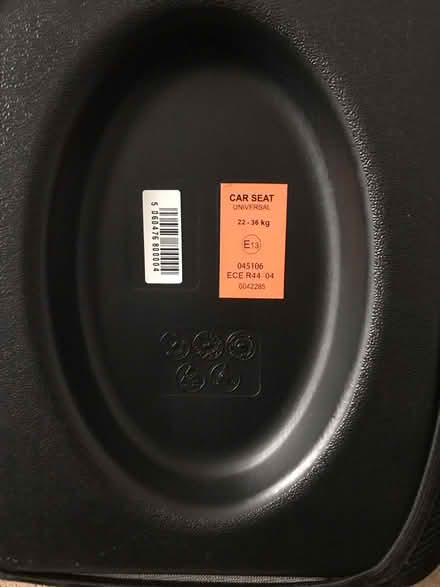 5 060476 800004
CAR SEAT
UNIVERSAL
22 - 36 kg
E13
045106
ECE R44 04
0042285